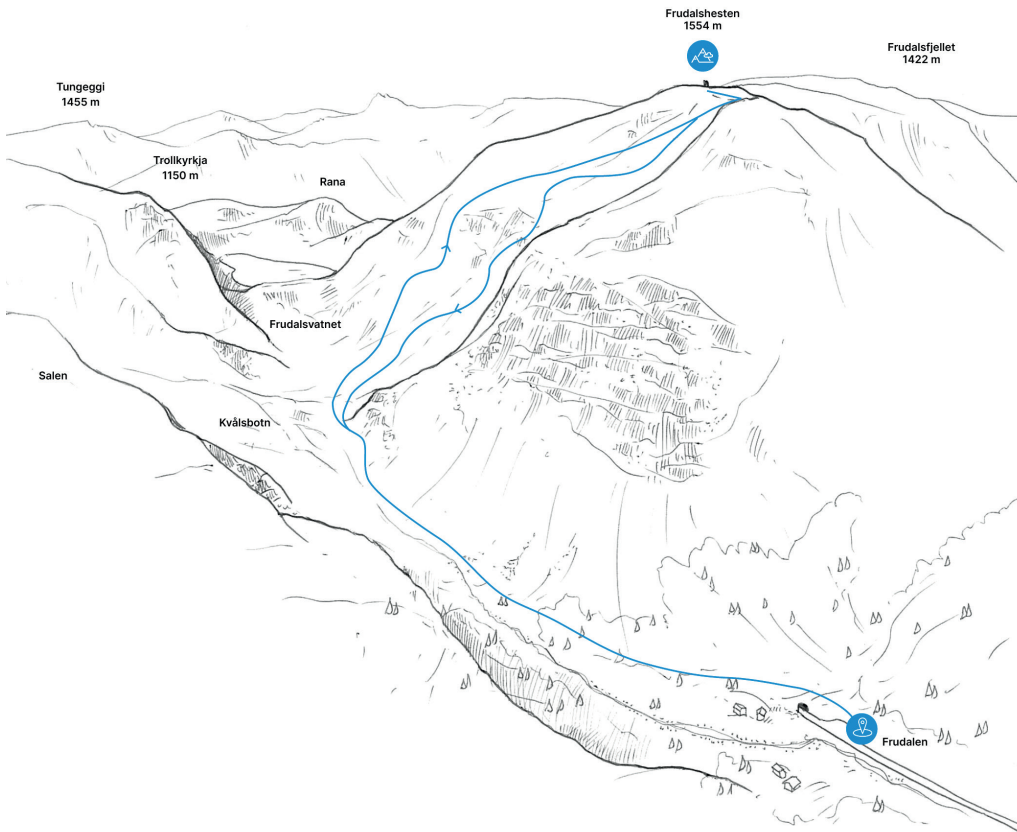 Frudalshesten
1554 m
Frudalsfjellet
1422 m
Tungeggi
1455 m
Trollkyrkja
1150 m
Rana
Frudalsvatnet
Salen
Kvålsbotn
Frudalen